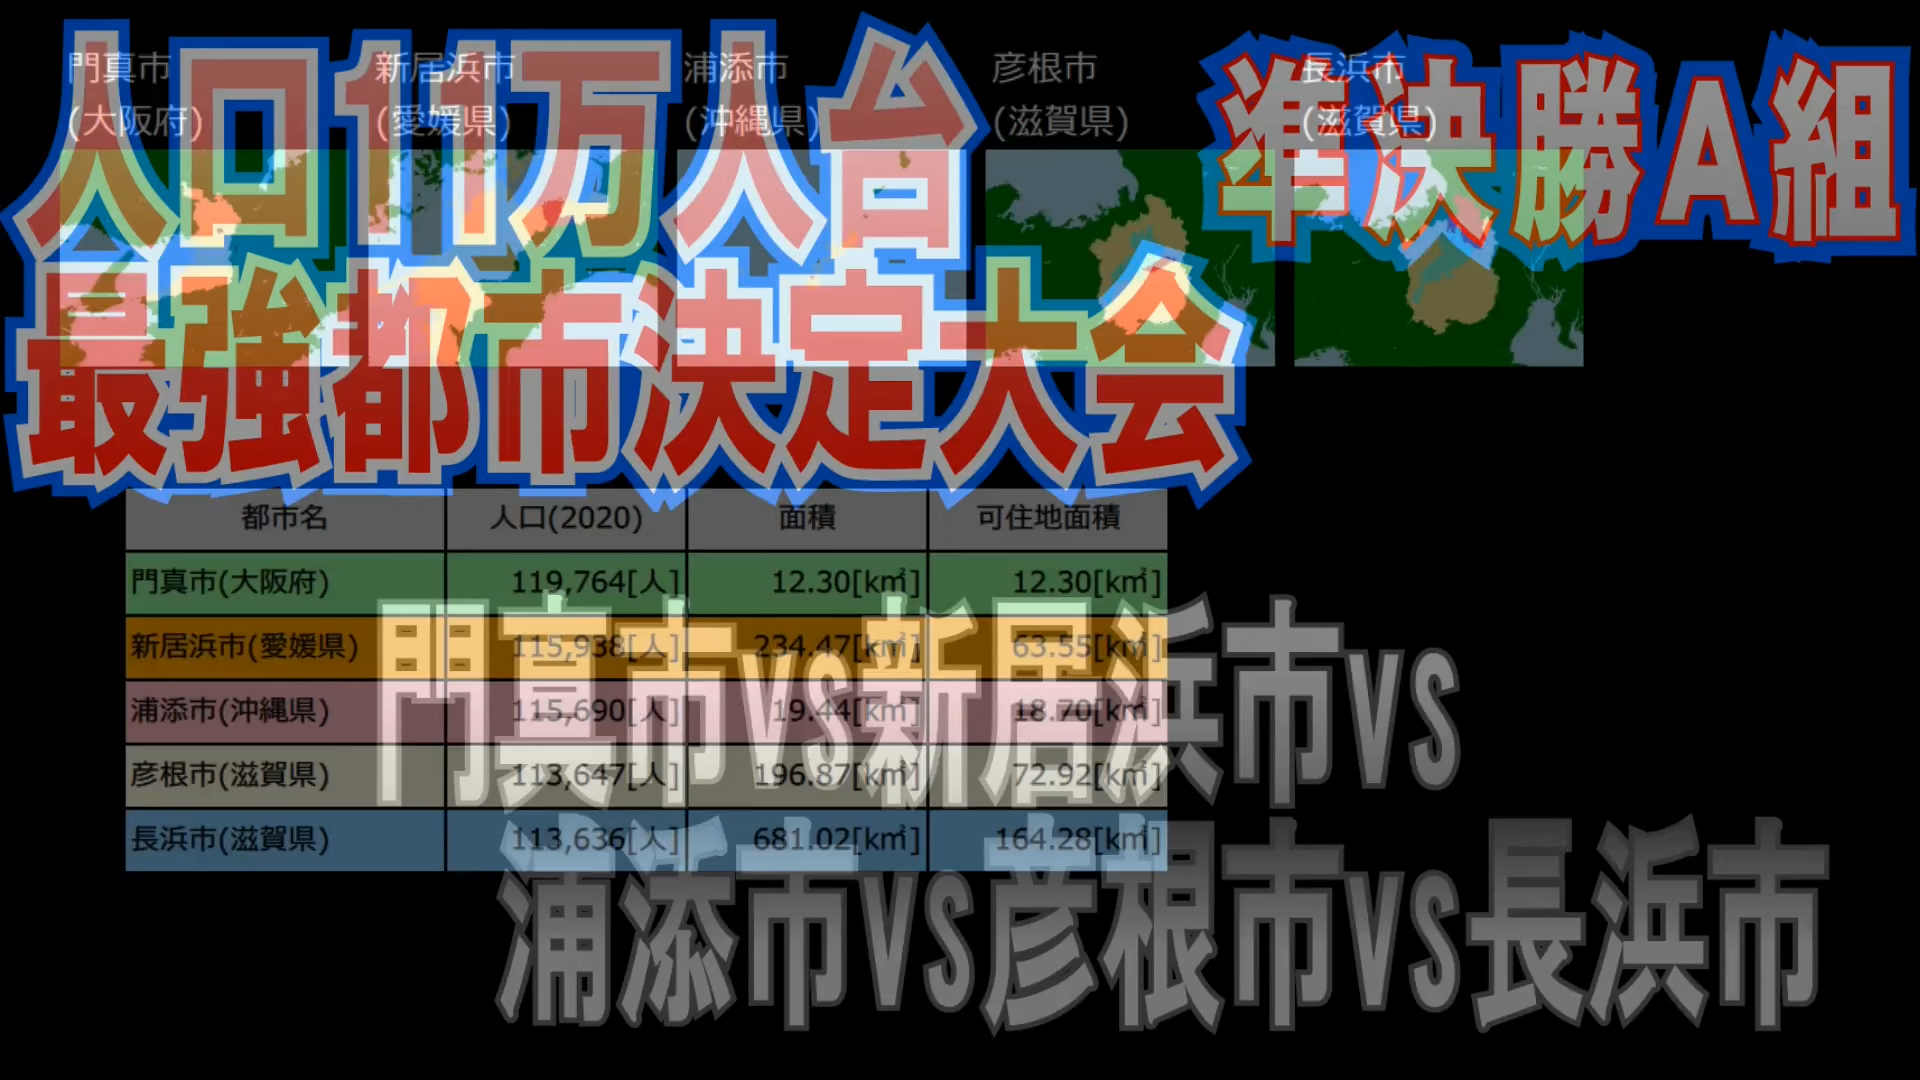 人口11万人台 準決勝A組
最強都市決定大会
門真市 新居浜市 浦添市 彦根市 長浜市
(大阪府) (愛媛県) (沖縄県) (滋賀県) (滋賀県)
都市名 人口(2020) 面積 可住地面積
門真市(大阪府) 119,764[人] 12.30[k㎡] 12.30[k㎡]
新居浜市(愛媛県) 115,938[人] 234.47[k㎡] 63.55[k㎡]
浦添市(沖縄県) 115,690[人] 19.44[k㎡] 18.70[k㎡]
彦根市(滋賀県) 113,647[人] 196.87[k㎡] 72.92[k㎡]
長浜市(滋賀県) 113,636[人] 681.02[k㎡] 164.28[k㎡]
門真市vs新居浜市vs
浦添市vs彦根市vs長浜市